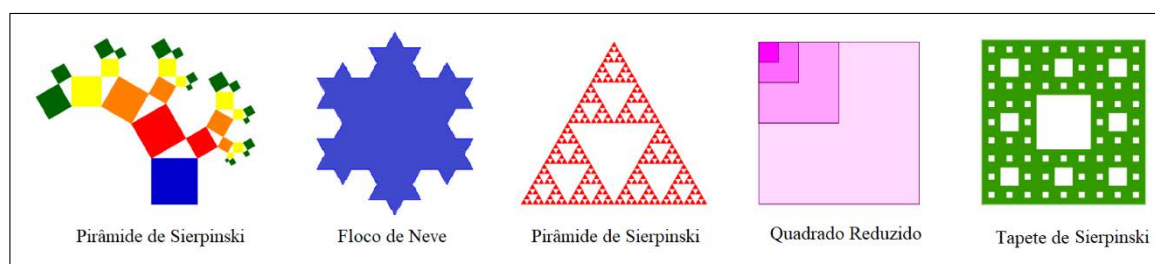 Pirâmide de Sierpinski
Floco de Neve
Pirâmide de Sierpinski
Quadrado Reduzido
Tapete de Sierpinski